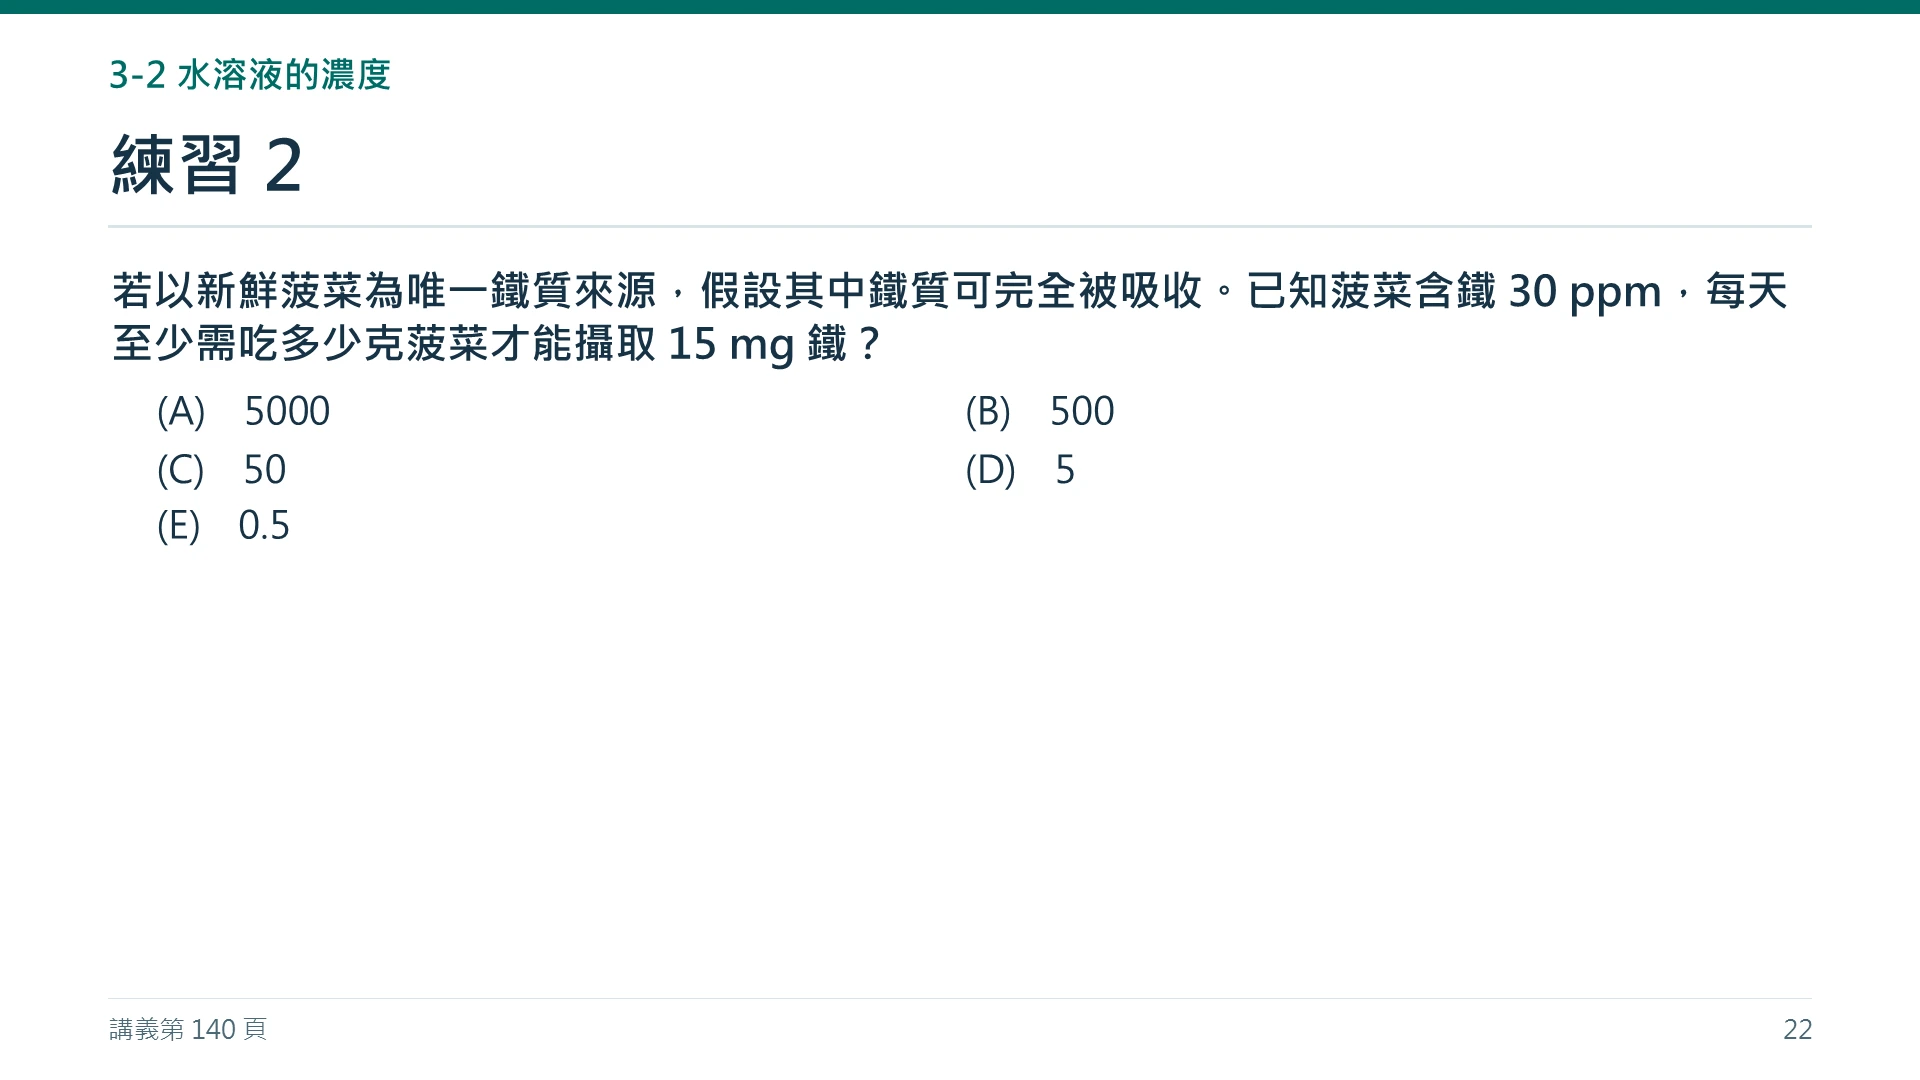 3-2 水溶液的濃度
練習 2
若以新鮮菠菜為唯一鐵質來源，假設其中鐵質可完全被吸收。已知菠菜含鐵 30 ppm，每天
至少需吃多少克菠菜才能攝取 15 mg 鐵？
(A) 5000 (B) 500
(C) 50 (D) 5
(E) 0.5
講義第 140 頁 22